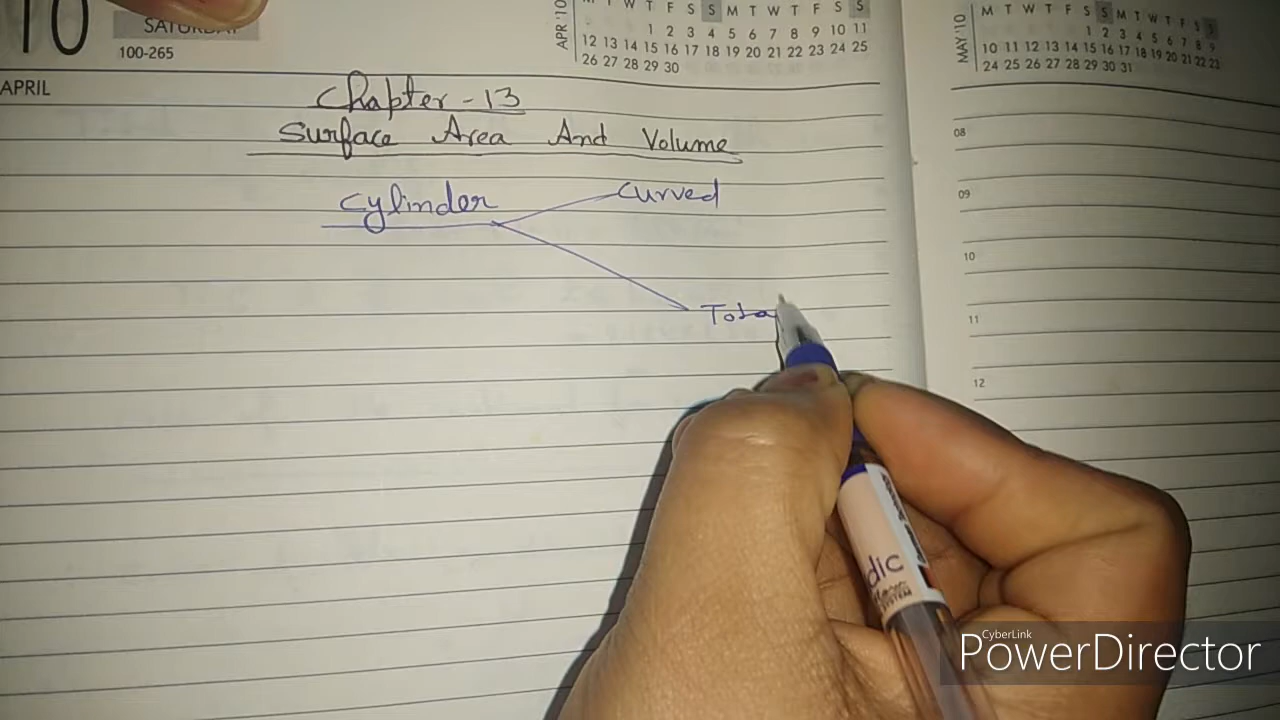 10
SATURDAY
100-265
APRIL
APR '10
M T W T F S S M T W T F S S
1 2 3 4 5 6 7 8 9 10 11
12 13 14 15 16 17 18 19 20 21 22 23 24 25
26 27 28 29 30
MAY '10
M T W T F S S M T W T F S S
1 2 3 4 5 6 7 8 9
10 11 12 13 14 15 16 17 18 19 20 21 22 23
24 25 26 27 28 29 30 31
Chapter-13
Surface Area And Volume
Cylinder
Curved
Tota
08
09
10
11
12
dic
SYSTEM
CyberLink
PowerDirector